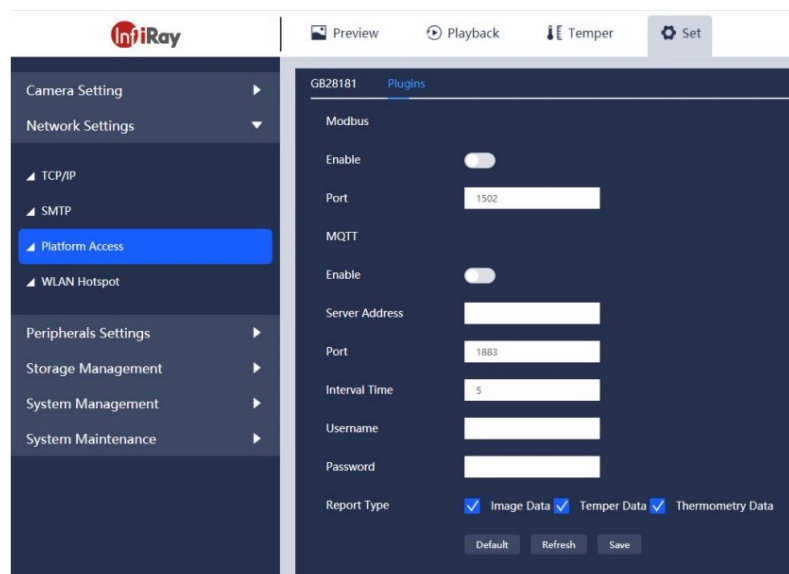 InfiRay
Preview
Playback
Temper
Set
Camera Setting
Network Settings
TCP/IP
SMTP
Platform Access
WLAN Hotspot
Peripherals Settings
Storage Management
System Management
System Maintenance
GB28181 Plugins
Modbus
Enable
Port 1502
MQTT
Enable
Server Address
Port 1883
Interval Time 5
Username
Password
Report Type Image Data Temper Data Thermometry Data
Default Refresh Save